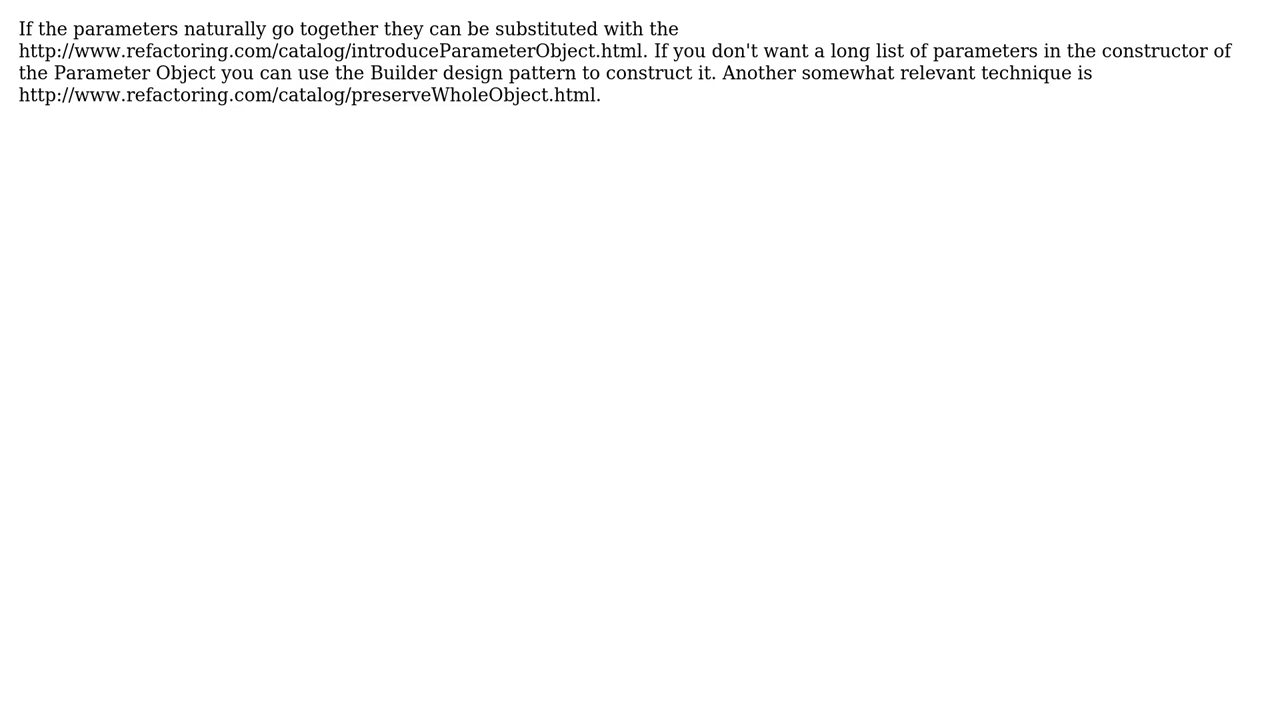 If the parameters naturally go together they can be substituted with the
http://www.refactoring.com/catalog/introduceParameterObject.html. If you don't want a long list of parameters in the constructor of
the Parameter Object you can use the Builder design pattern to construct it. Another somewhat relevant technique is
http://www.refactoring.com/catalog/preserveWholeObject.html.